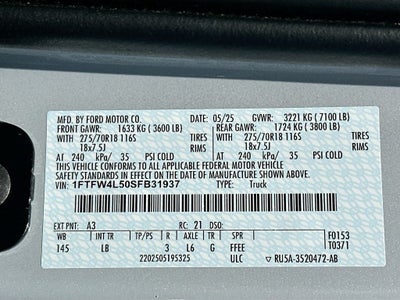 MFD. BY FORD MOTOR CO. 05/25 GVWR: 3221 KG ( 7100 LB)
FRONT GAWR: 1633 KG ( 3600 LB) REAR GAWR: 1724 KG ( 3800 LB)
WITH 275/70R18 116S TIRES WITH 275/70R18 116S TIRES
18x7.5J RIMS 18x7.5J RIMS
AT 240 kPa/ 35 PSI COLD AT 240 kPa/ 35 PSI COLD
THIS VEHICLE CONFORMS TO ALL APPLICABLE FEDERAL MOTOR VEHICLE
SAFETY STANDARDS IN EFFECT ON THE
DATE OF MANUFACTURE SHOWN ABOVE.
VIN: 1FTFW4L50SFB31937 TYPE: Truck
EXT PNT: A3 RC: 21 DSO:
WB INT TR TP/PS R AXLE TR SPR F0153
145 LB 3 L6 G FFEE T0371
2202505195325 ULC RU5A-3520472-AB